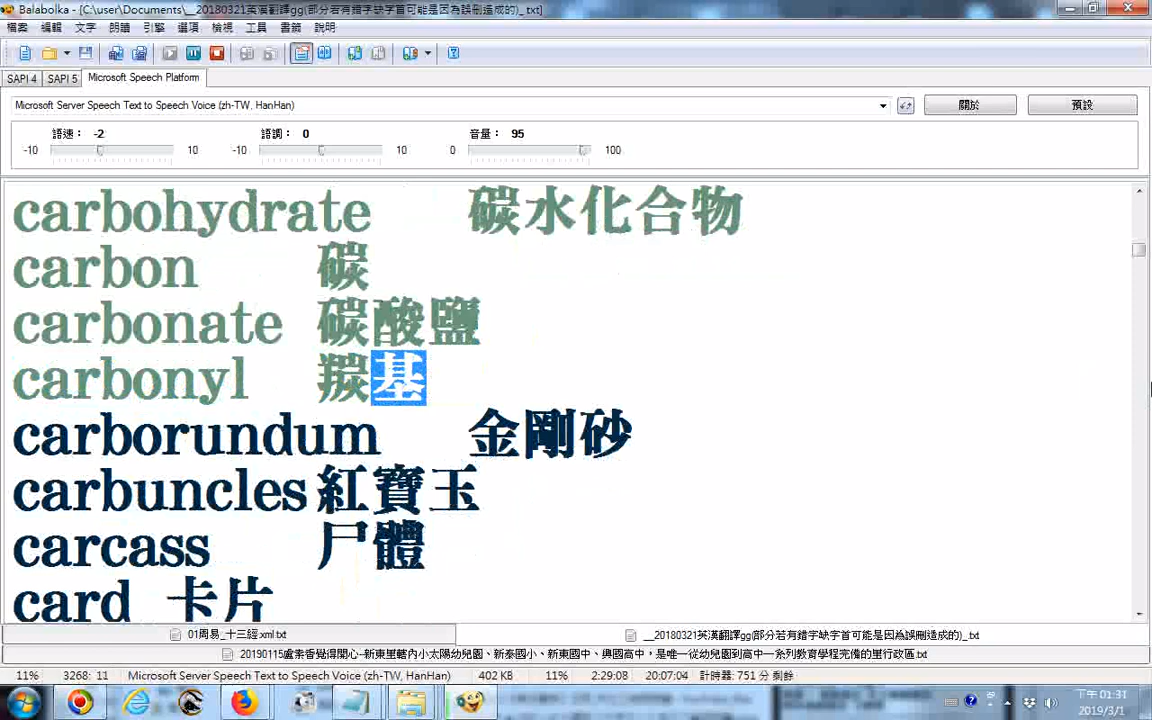 Balabolka - [C:\user\Documents\__20180321英漢翻譯gg(部分若有錯字缺字首可能是因為誤刪造成的)_.txt]
檔案 編輯 文字 朗讀 引擎 選項 檢視 工具 書籤 說明
SAPI 4 SAPI 5 Microsoft Speech Platform
Microsoft Server Speech Text to Speech Voice (zh-TW, HanHan) 關於 預設
語速： -2 語調： 0 音量： 95
-10 10 -10 10 0 100
carbohydrate 碳水化合物
carbon 碳
carbonate 碳酸鹽
carbonyl 羰基
carborundum 金剛砂
carbuncles 紅寶玉
carcass 尸體
card 卡片
01周易_十三經.xml.txt __20180321英漢翻譯gg(部分若有錯字缺字首可能是因為誤刪造成的)_.txt
20190115盧素香覺得開心-新東里轄內小太陽幼兒園、新泰國小、新東國中、興國高中，是唯一從幼兒園到高中一系列教育學程完備的里行政區.txt
11% 3268: 11 Microsoft Server Speech Text to Speech Voice (zh-TW, HanHan) 402 KB 11% 2:29:08 20:07:04 計時器: 751 分 剩餘
下午 01:31
2019/3/1